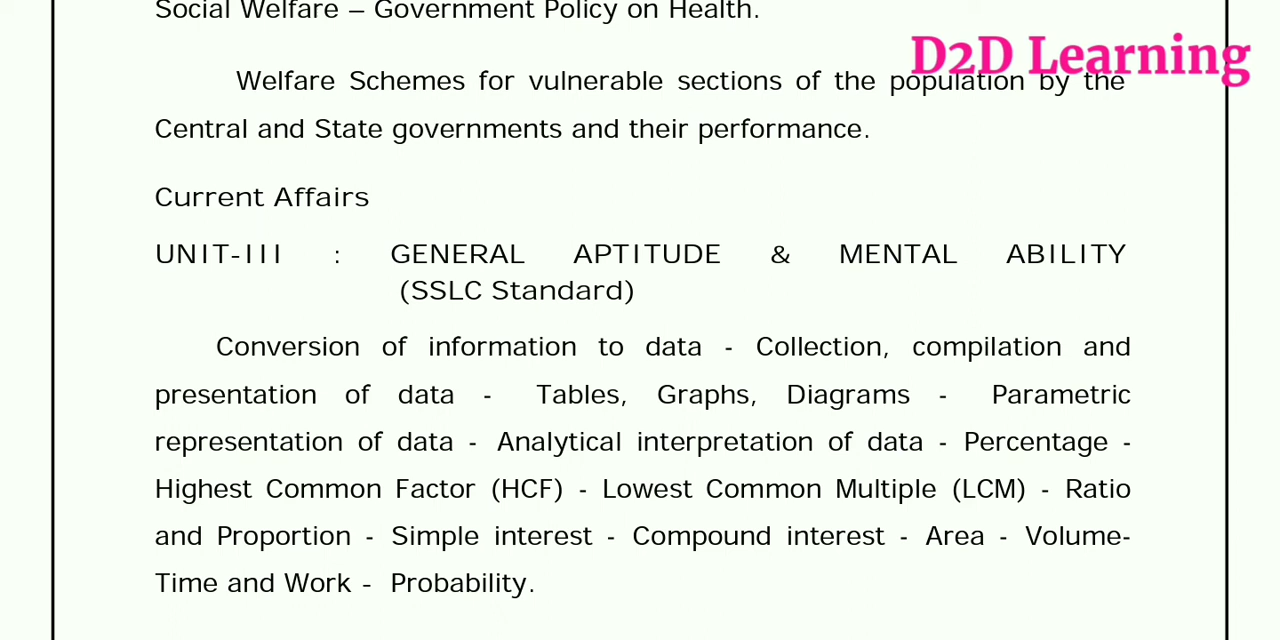 Social Welfare – Government Policy on Health.
D2D Learning
Welfare Schemes for vulnerable sections of the population by the
Central and State governments and their performance.
Current Affairs
UNIT-III : GENERAL APTITUDE & MENTAL ABILITY
(SSLC Standard)
Conversion of information to data - Collection, compilation and
presentation of data - Tables, Graphs, Diagrams - Parametric
representation of data - Analytical interpretation of data - Percentage -
Highest Common Factor (HCF) - Lowest Common Multiple (LCM) - Ratio
and Proportion - Simple interest - Compound interest - Area - Volume-
Time and Work - Probability.